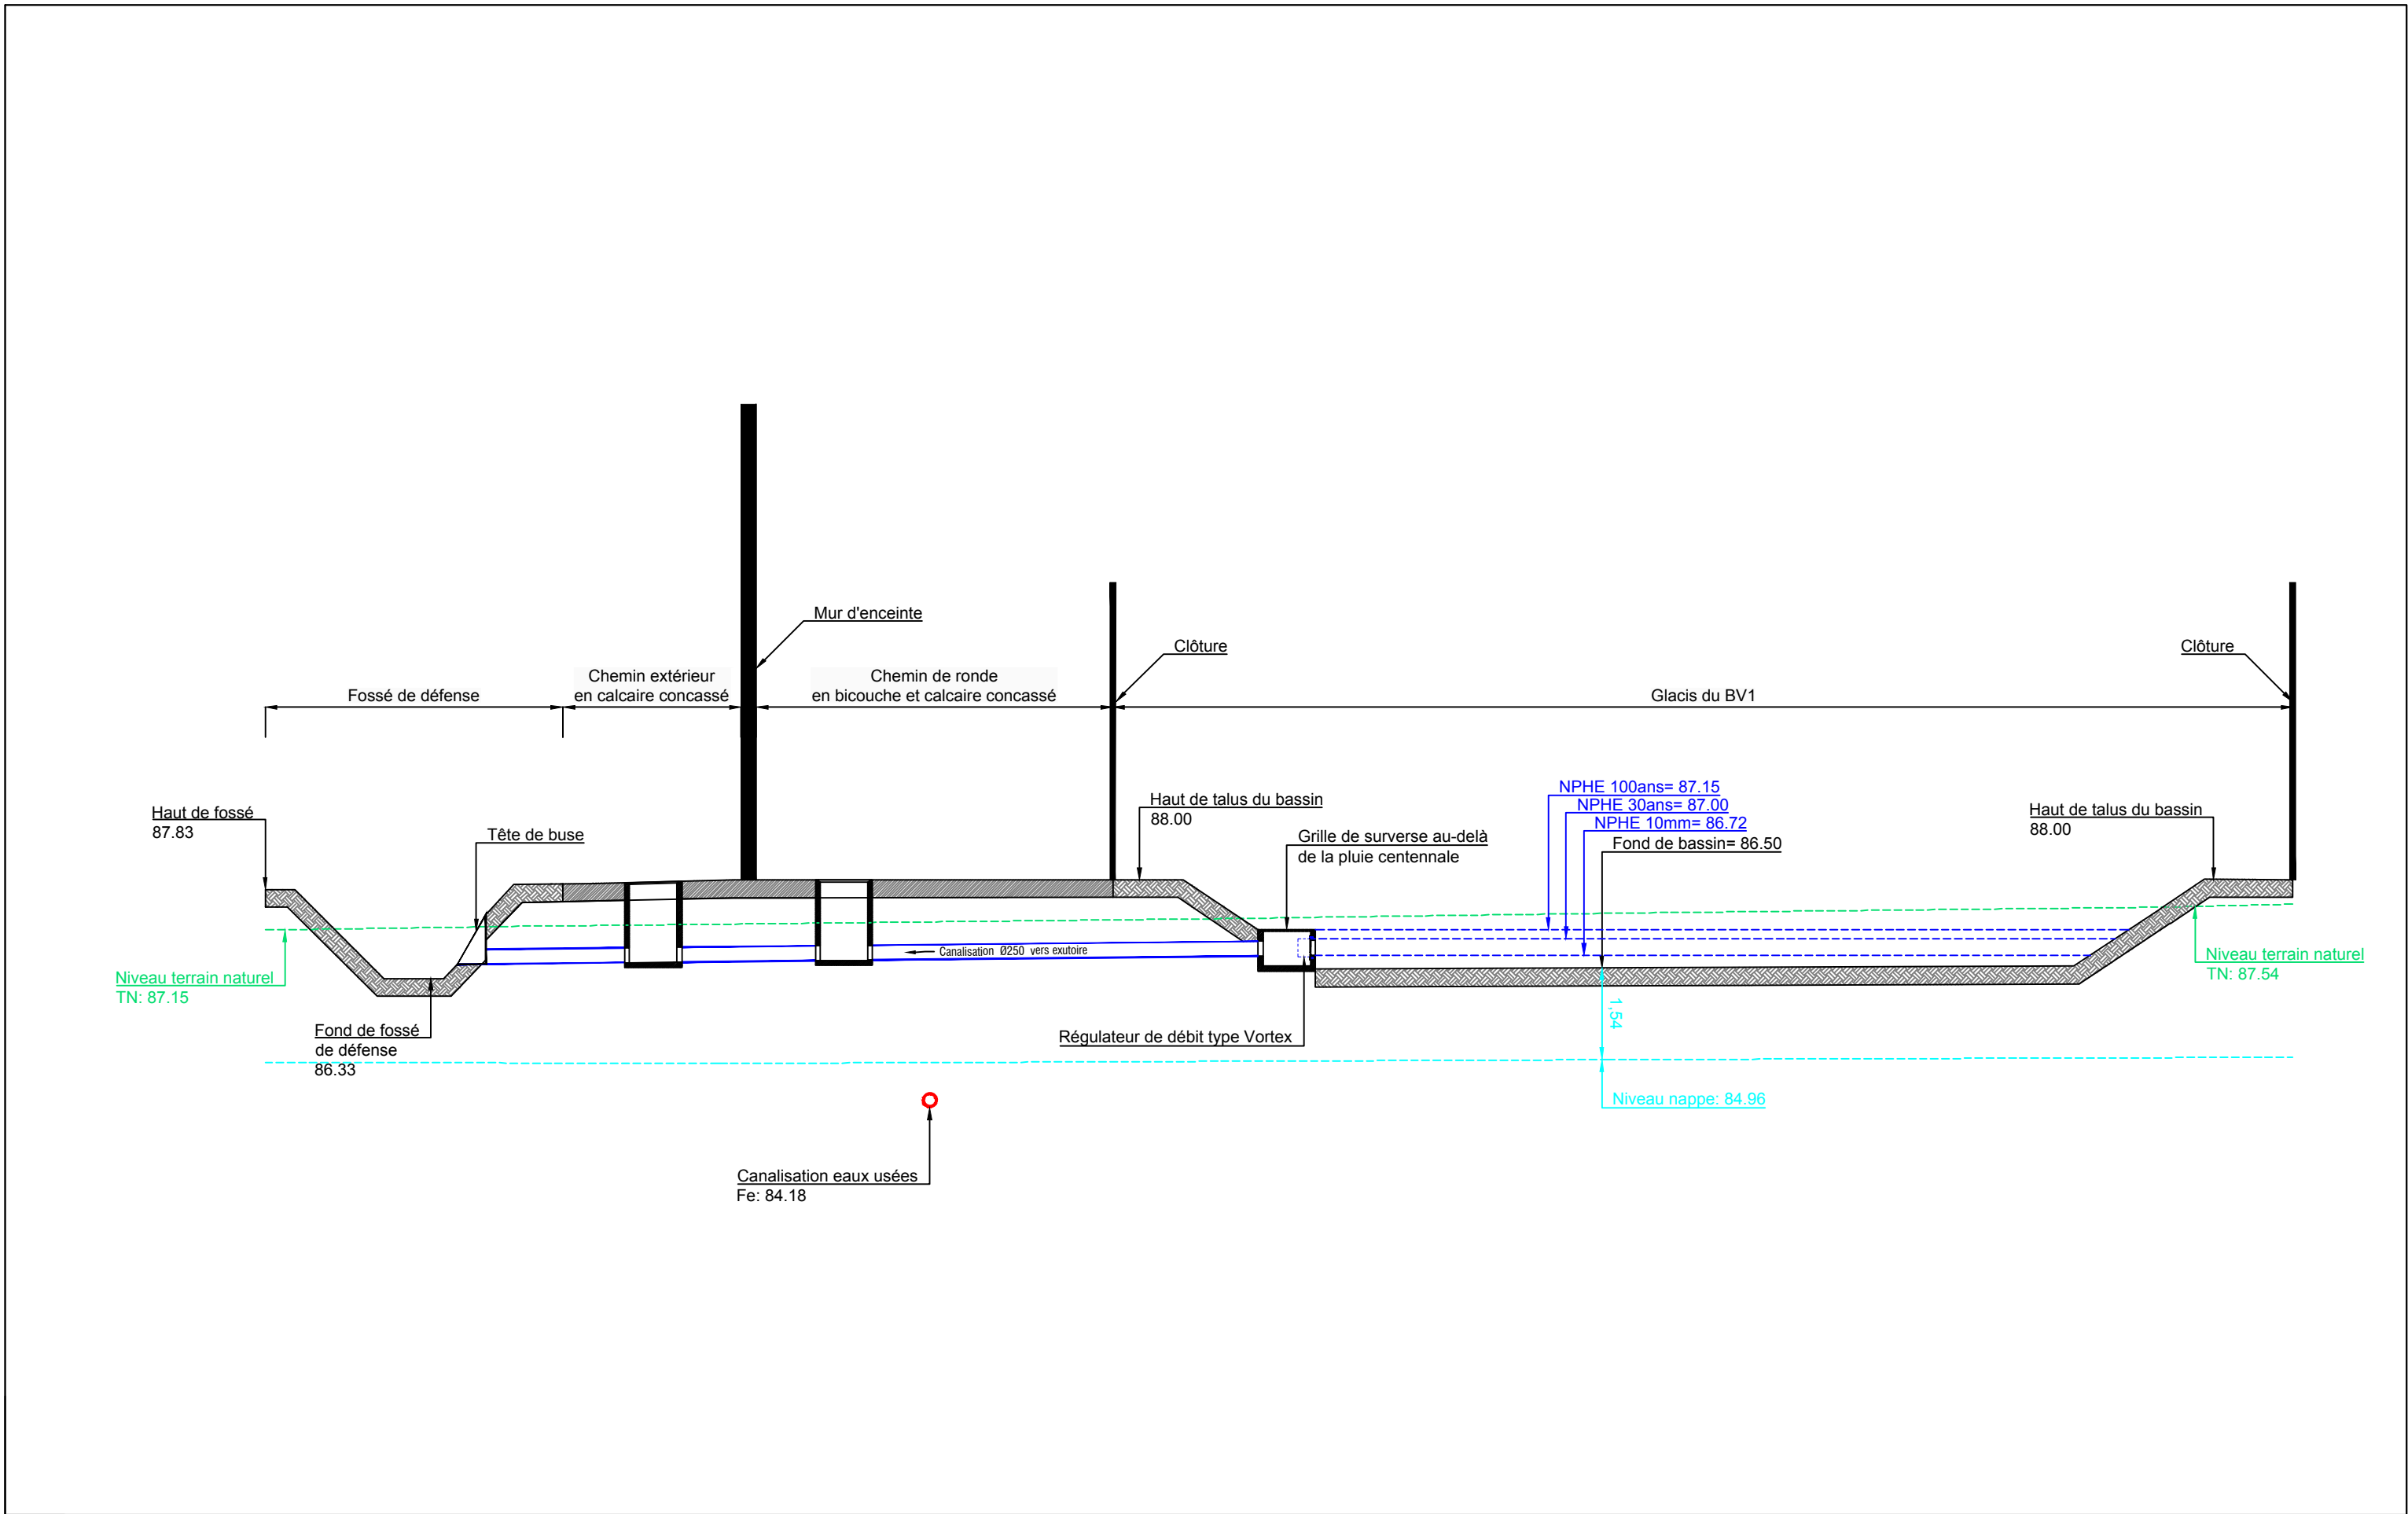 Mur d'enceinte
Clôture
Clôture
Fossé de défense
Chemin extérieur
en calcaire concassé
Chemin de ronde
en bicouche et calcaire concassé
Glacis du BV1
Haut de fossé
87.83
Tête de buse
Haut de talus du bassin
88.00
Grille de surverse au-delà
de la pluie centennale
NPHE 100ans= 87.15
NPHE 30ans= 87.00
NPHE 10mm= 86.72
Fond de bassin= 86.50
Haut de talus du bassin
88.00
Canalisation Ø250 vers exutoire
Niveau terrain naturel
TN: 87.15
Niveau terrain naturel
TN: 87.54
Fond de fossé
de défense
86.33
Régulateur de débit type Vortex
1,54
Niveau nappe: 84.96
Canalisation eaux usées
Fe: 84.18